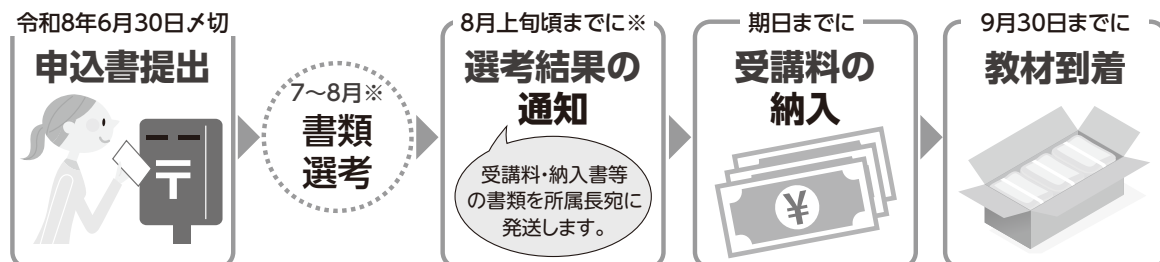 令和8年6月30日〆切
申込書提出
〒
7〜8月※
書類
選考
8月上旬頃までに※
選考結果の
通知
受講料・納入書等
の書類を所属長宛に
発送します。
期日までに
受講料の
納入
¥
9月30日までに
教材到着